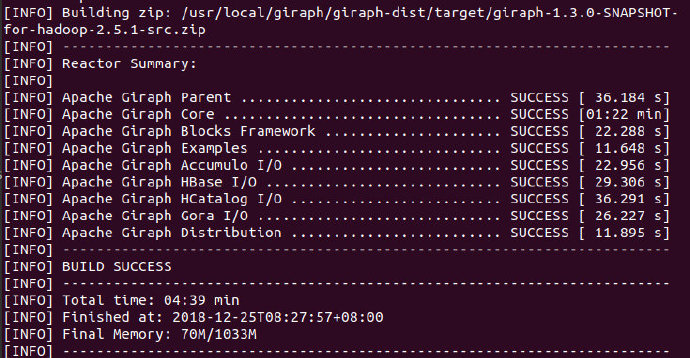 [INFO] Building zip: /usr/local/giraph/giraph-dist/target/giraph-1.3.0-SNAPSHOT-
for-hadoop-2.5.1-src.zip
[INFO] ------------------------------------------------------------------------
[INFO] Reactor Summary:
[INFO]
[INFO] Apache Giraph Parent ............................... SUCCESS [ 36.184 s]
[INFO] Apache Giraph Core ................................. SUCCESS [01:22 min]
[INFO] Apache Giraph Blocks Framework ..................... SUCCESS [ 22.288 s]
[INFO] Apache Giraph Examples ............................. SUCCESS [ 11.648 s]
[INFO] Apache Giraph Accumulo I/O ......................... SUCCESS [ 22.956 s]
[INFO] Apache Giraph HBase I/O ............................ SUCCESS [ 29.306 s]
[INFO] Apache Giraph HCatalog I/O ......................... SUCCESS [ 36.291 s]
[INFO] Apache Giraph Gora I/O ............................. SUCCESS [ 26.227 s]
[INFO] Apache Giraph Distribution ......................... SUCCESS [ 11.895 s]
[INFO] ------------------------------------------------------------------------
[INFO] BUILD SUCCESS
[INFO] ------------------------------------------------------------------------
[INFO] Total time: 04:39 min
[INFO] Finished at: 2018-12-25T08:27:57+08:00
[INFO] Final Memory: 70M/1033M
[INFO] ------------------------------------------------------------------------